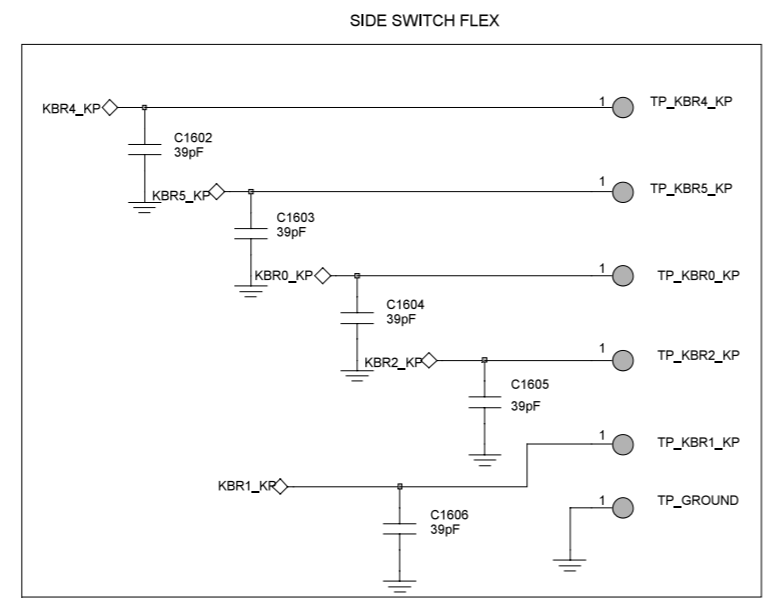 SIDE SWITCH FLEX
KBR4_KP
1
TP_KBR4_KP
C1602
39pF
KBR5_KP
1
TP_KBR5_KP
C1603
39pF
KBR0_KP
1
TP_KBR0_KP
C1604
39pF
KBR2_KP
1
TP_KBR2_KP
C1605
39pF
1
TP_KBR1_KP
KBR1_KP
1
TP_GROUND
C1606
39pF